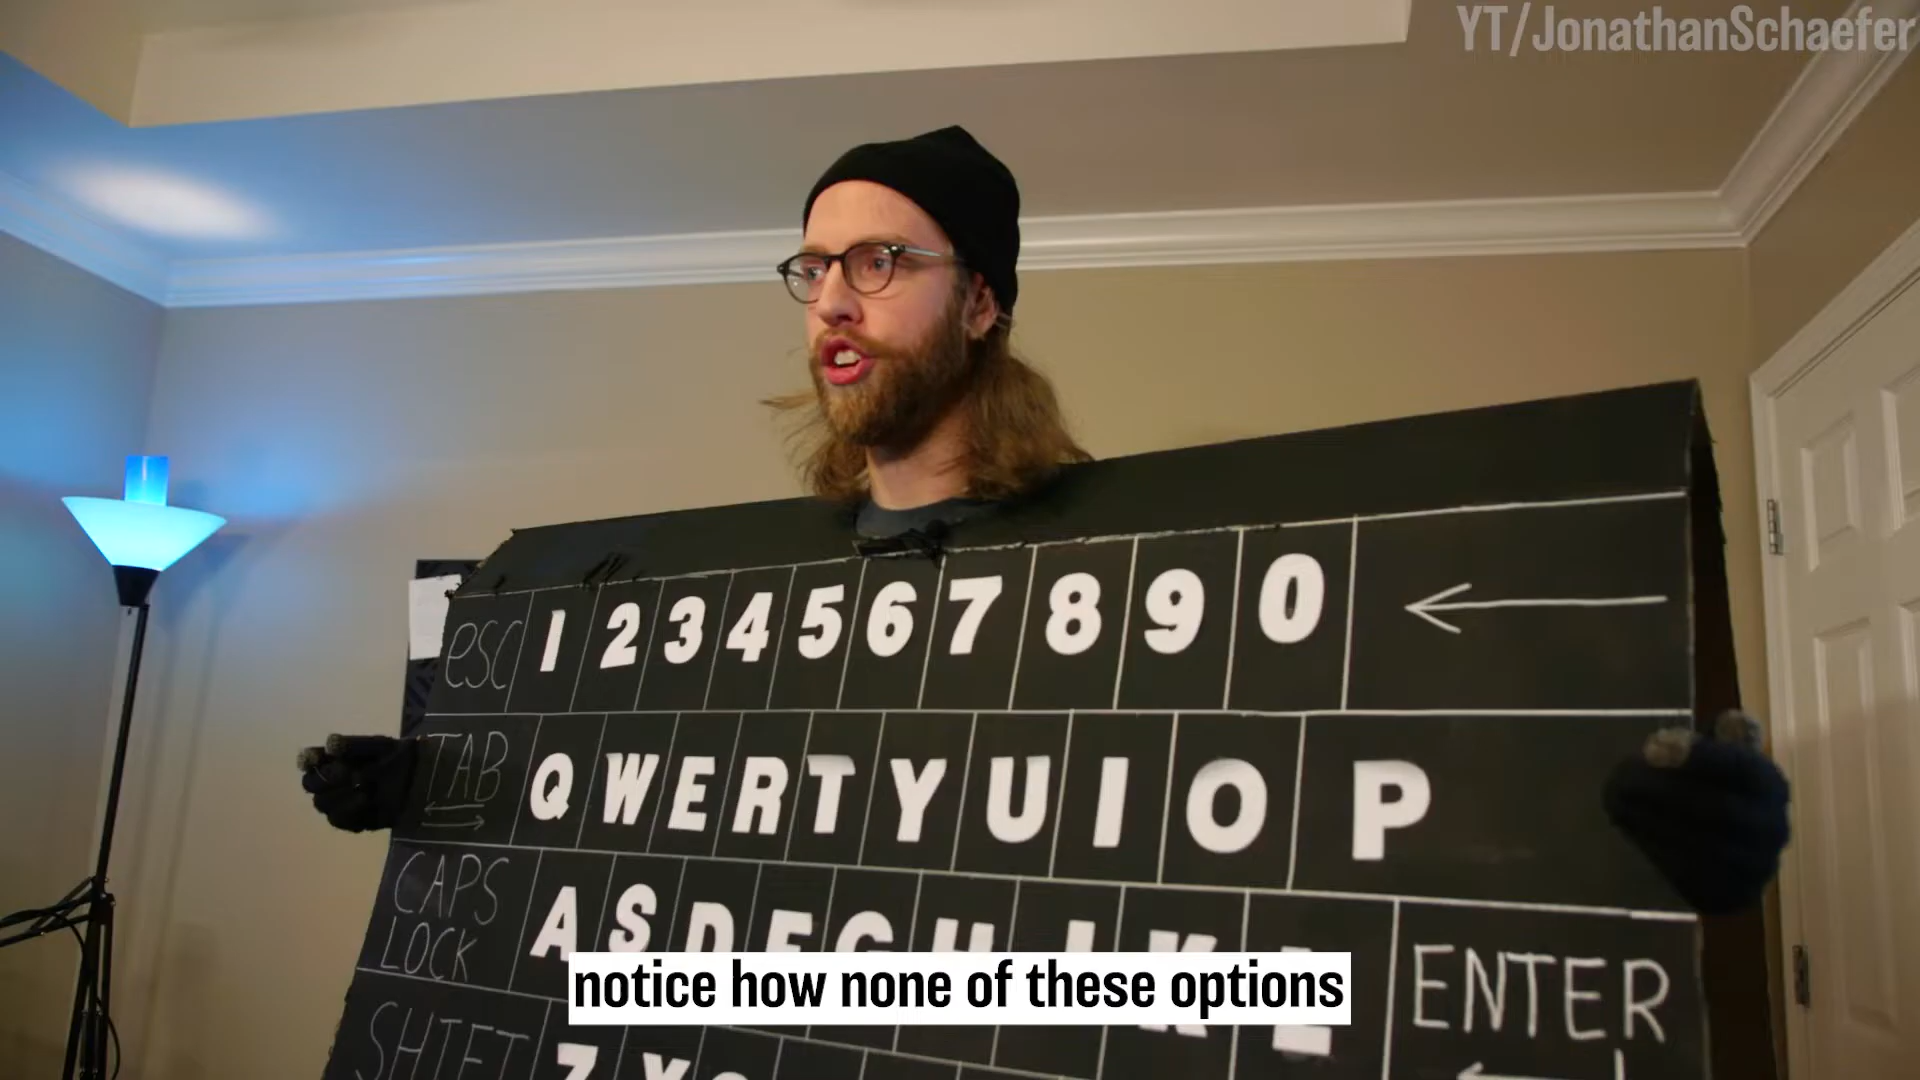 YT/JonathanSchaefer
esc 1 2 3 4 5 6 7 8 9 0 ←
TAB Q W E R T Y U I O P
CAPS LOCK A S D F G H J K L ENTER
notice how none of these options
SHIFT Z X C